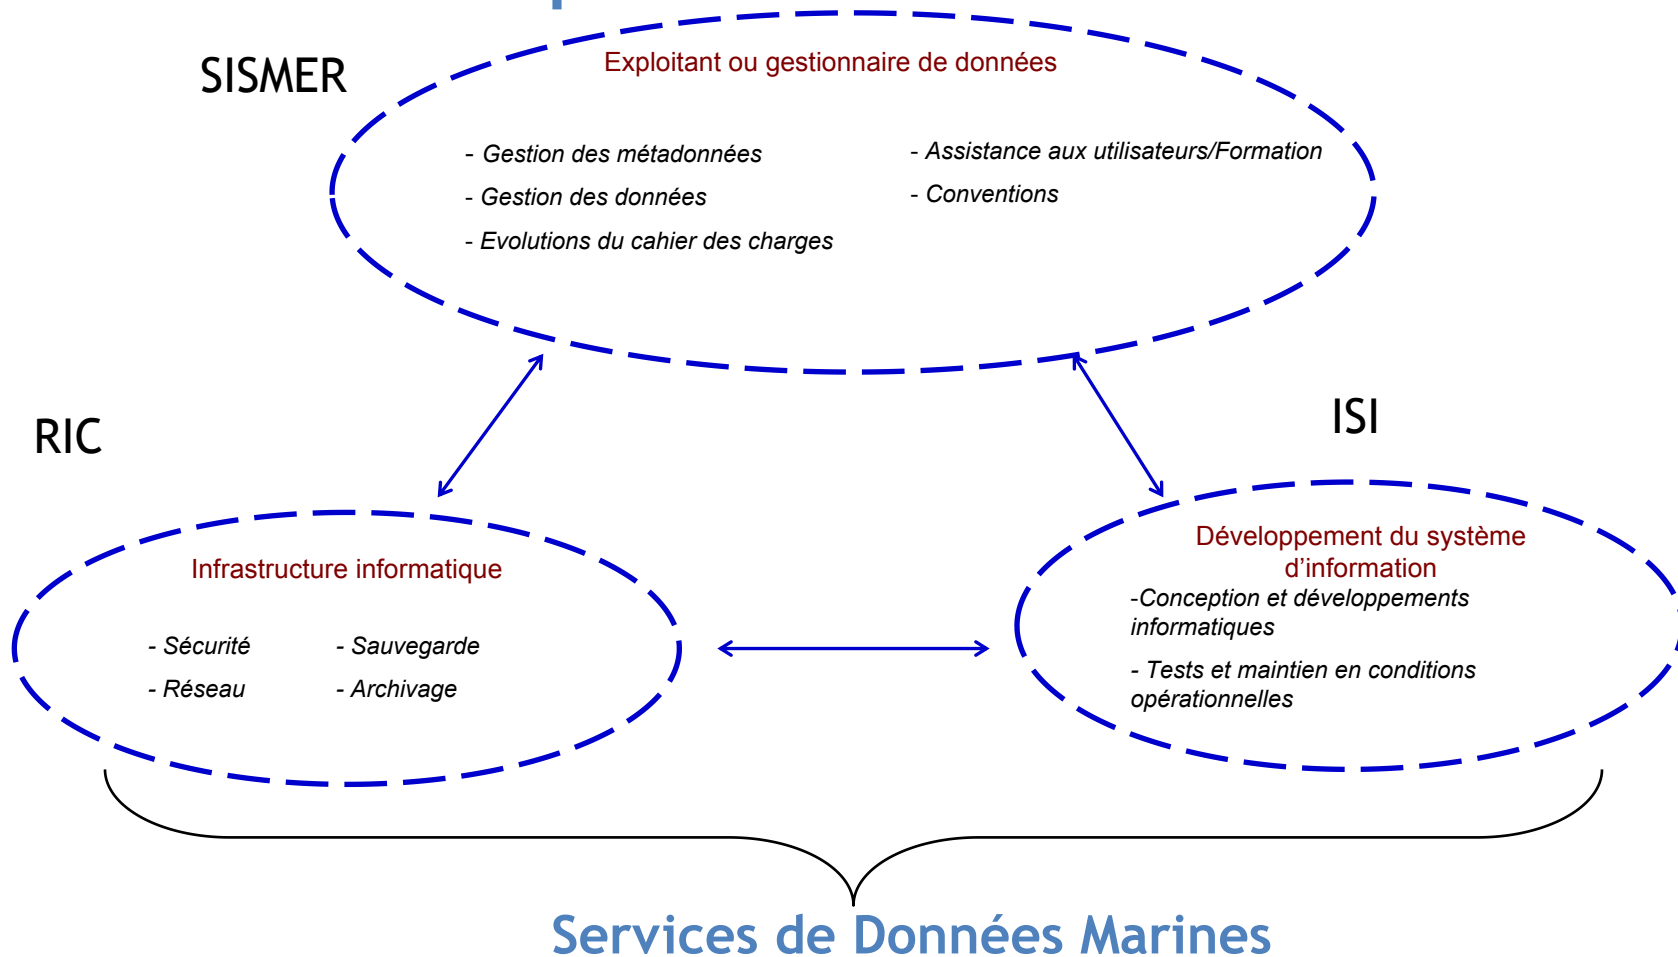 SISMER
Exploitant ou gestionnaire de données
- Gestion des métadonnées
- Gestion des données
- Evolutions du cahier des charges
- Assistance aux utilisateurs/Formation
- Conventions
RIC
ISI
Infrastructure informatique
- Sécurité
- Réseau
- Sauvegarde
- Archivage
Développement du système
d’information
-Conception et développements
informatiques
- Tests et maintien en conditions
opérationnelles
Services de Données Marines